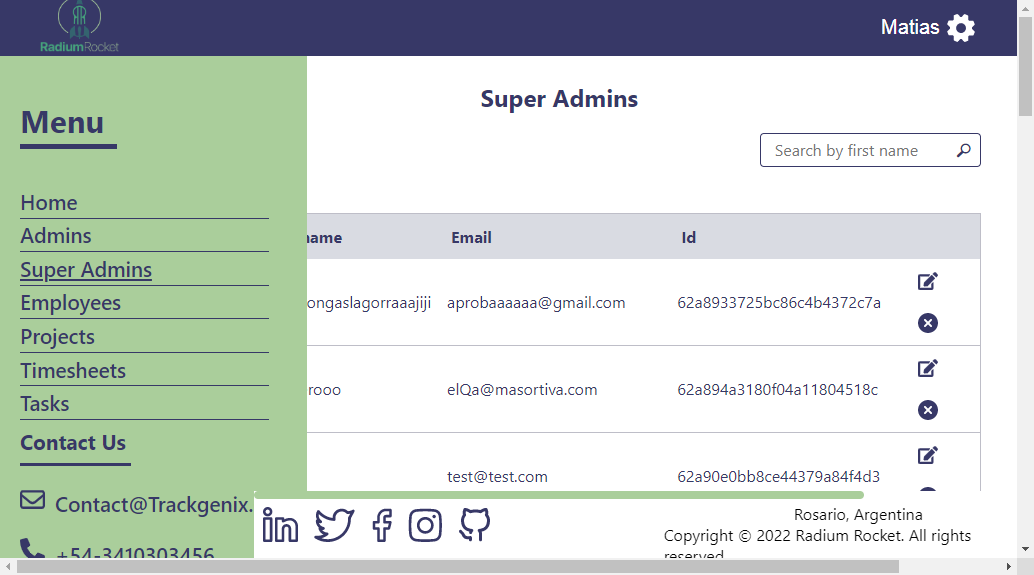 RadiumRocket
Matias
Menu
Home
Admins
Super Admins
Employees
Projects
Timesheets
Tasks
Contact Us
Contact@Trackgenix.
+54-3410303456
Super Admins
Search by first name
name Email Id
ongaslagorraaajiji aprobaaaaaa@gmail.com 62a8933725bc86c4b4372c7a
rooo elQa@masortiva.com 62a894a3180f04a11804518c
test@test.com 62a90e0bb8ce44379a84f4d3
Rosario, Argentina
Copyright © 2022 Radium Rocket. All rights
reserved